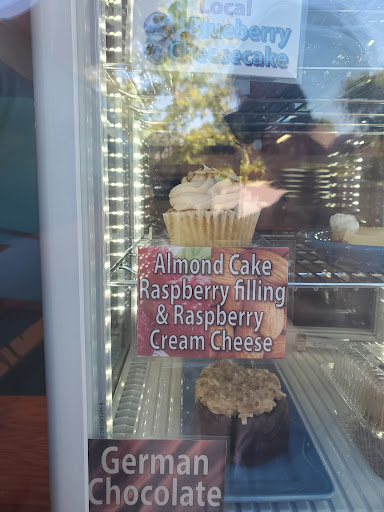 Local
Blueberry
Cheesecake
Almond Cake
Raspberry filling
& Raspberry
Cream Cheese
German
Chocolate